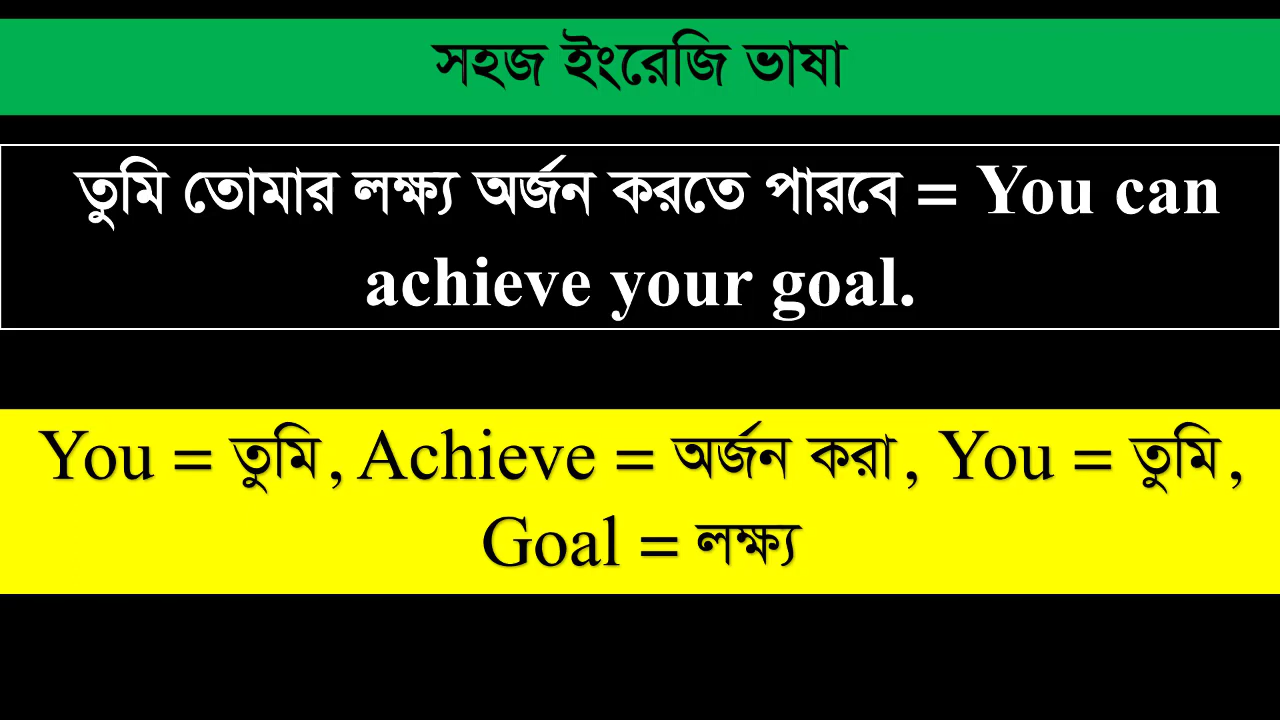 সহজ ইংরেজি ভাষা
তুমি তোমার লক্ষ্য অর্জন করতে পারবে = You can
achieve your goal.
You = তুমি, Achieve = অর্জন করা, You = তুমি,
Goal = লক্ষ্য